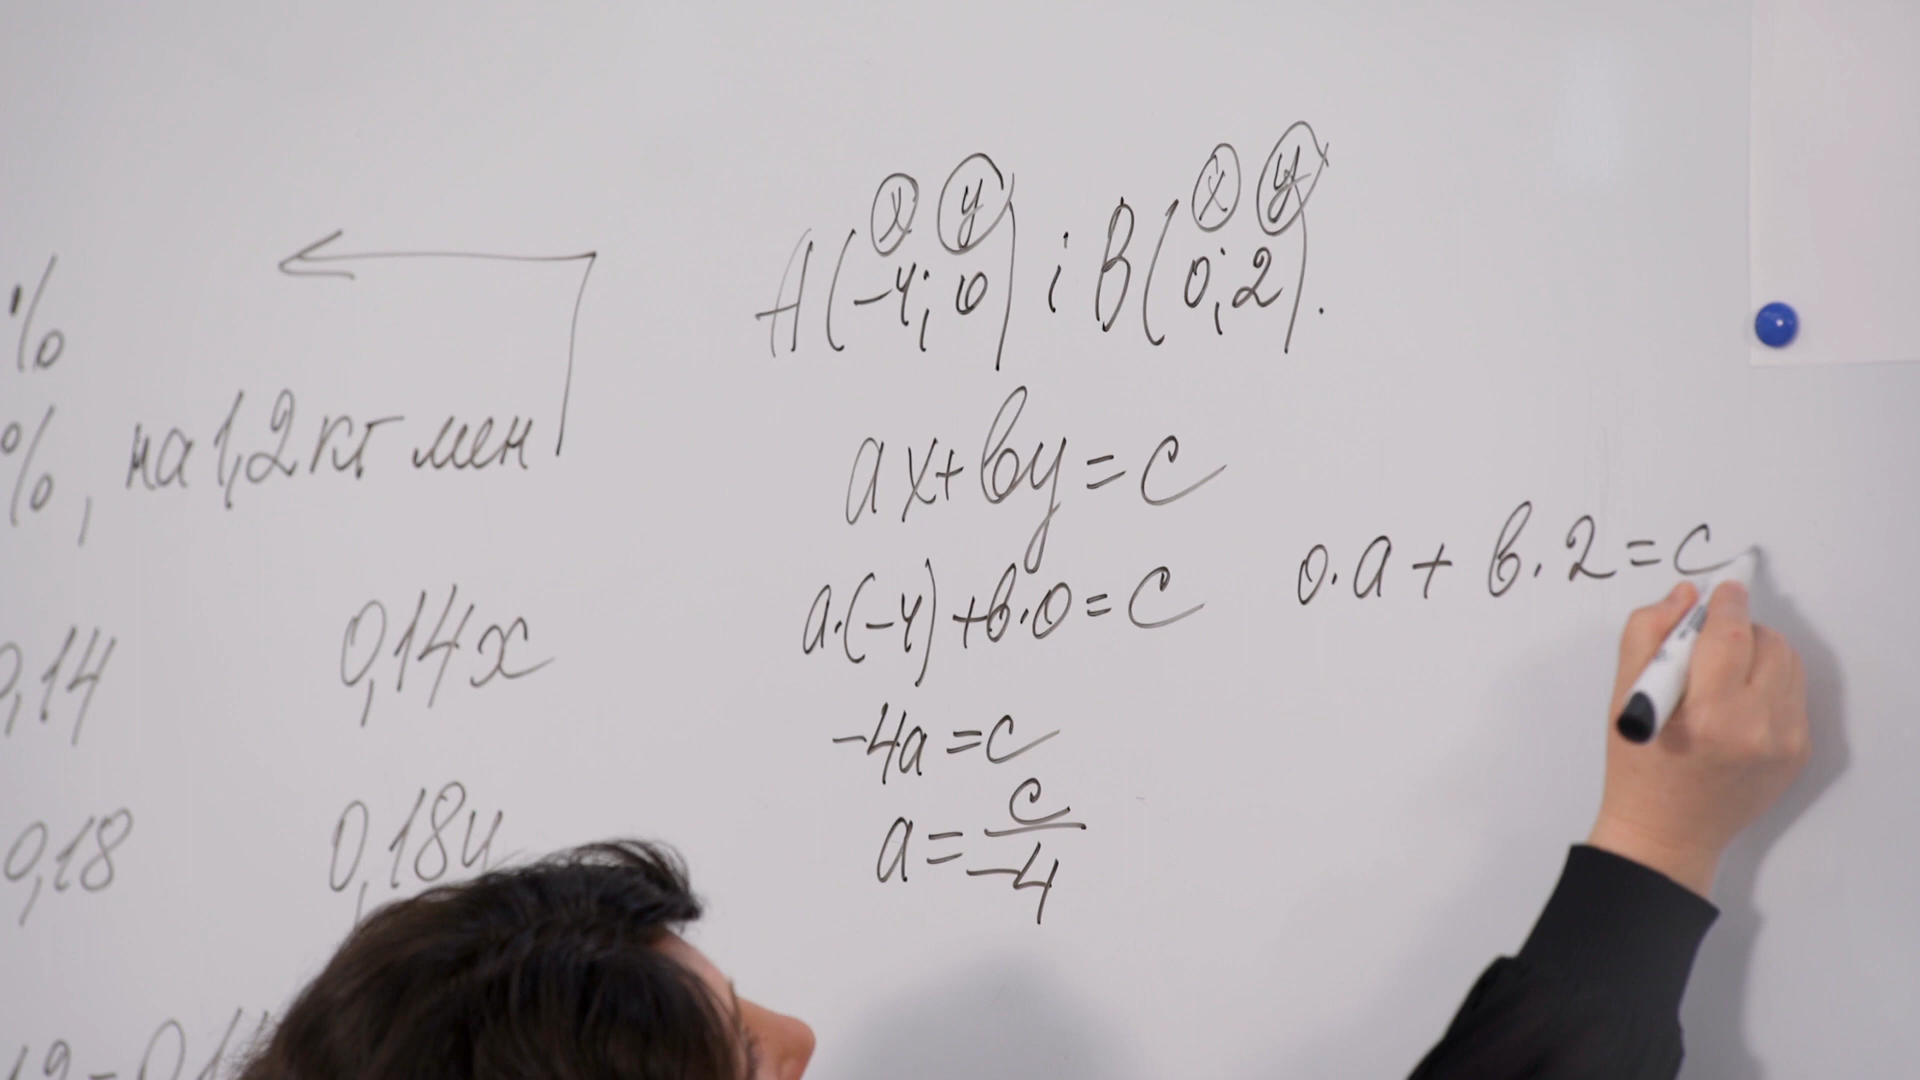 %
%, на 1,2 кг мен
0,14 0,14x
0,18 0,18y
x y x y
A(-4; 0) i B(0; 2).
ax+by=c
a·(-4)+b·0=c
-4a=c
a=c/-4
0·a+b·2=c